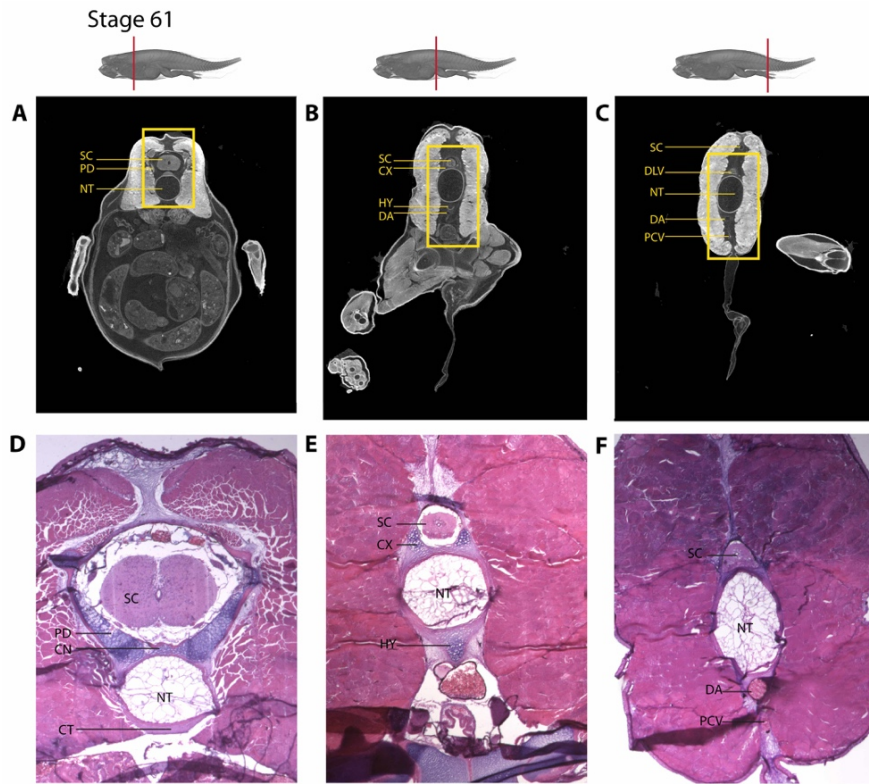 Stage 61
A
SC
PD
NT
B
SC
CX
HY
DA
C
SC
DLV
NT
DA
PCV
D
SC
PD
CN
NT
CT
E
SC
CX
NT
HY
F
SC
NT
DA
PCV